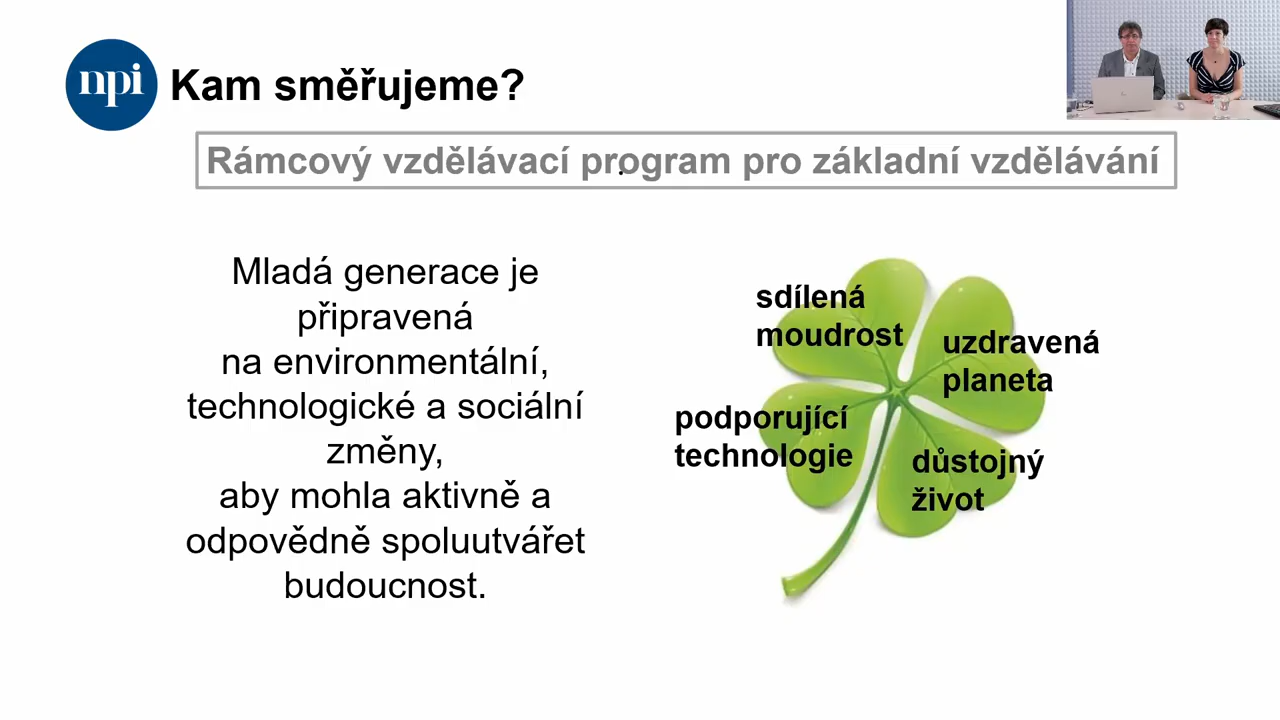 npi
Kam směřujeme?
Rámcový vzdělávací program pro základní vzdělávání
Mladá generace je
připravená
na environmentální,
technologické a sociální
změny,
aby mohla aktivně a
odpovědně spoluutvářet
budoucnost.
sdílená
moudrost
uzdravená
planeta
podporující
technologie
důstojný
život